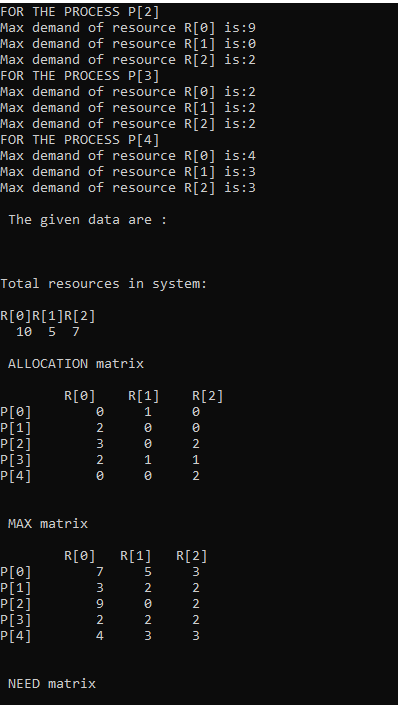 FOR THE PROCESS P[2]
Max demand of resource R[0] is:9
Max demand of resource R[1] is:0
Max demand of resource R[2] is:2
FOR THE PROCESS P[3]
Max demand of resource R[0] is:2
Max demand of resource R[1] is:2
Max demand of resource R[2] is:2
FOR THE PROCESS P[4]
Max demand of resource R[0] is:4
Max demand of resource R[1] is:3
Max demand of resource R[2] is:3
The given data are :
Total resources in system:
R[0]R[1]R[2]
10 5 7
ALLOCATION matrix
R[0] R[1] R[2]
P[0] 0 1 0
P[1] 2 0 0
P[2] 3 0 2
P[3] 2 1 1
P[4] 0 0 2
MAX matrix
R[0] R[1] R[2]
P[0] 7 5 3
P[1] 3 2 2
P[2] 9 0 2
P[3] 2 2 2
P[4] 4 3 3
NEED matrix